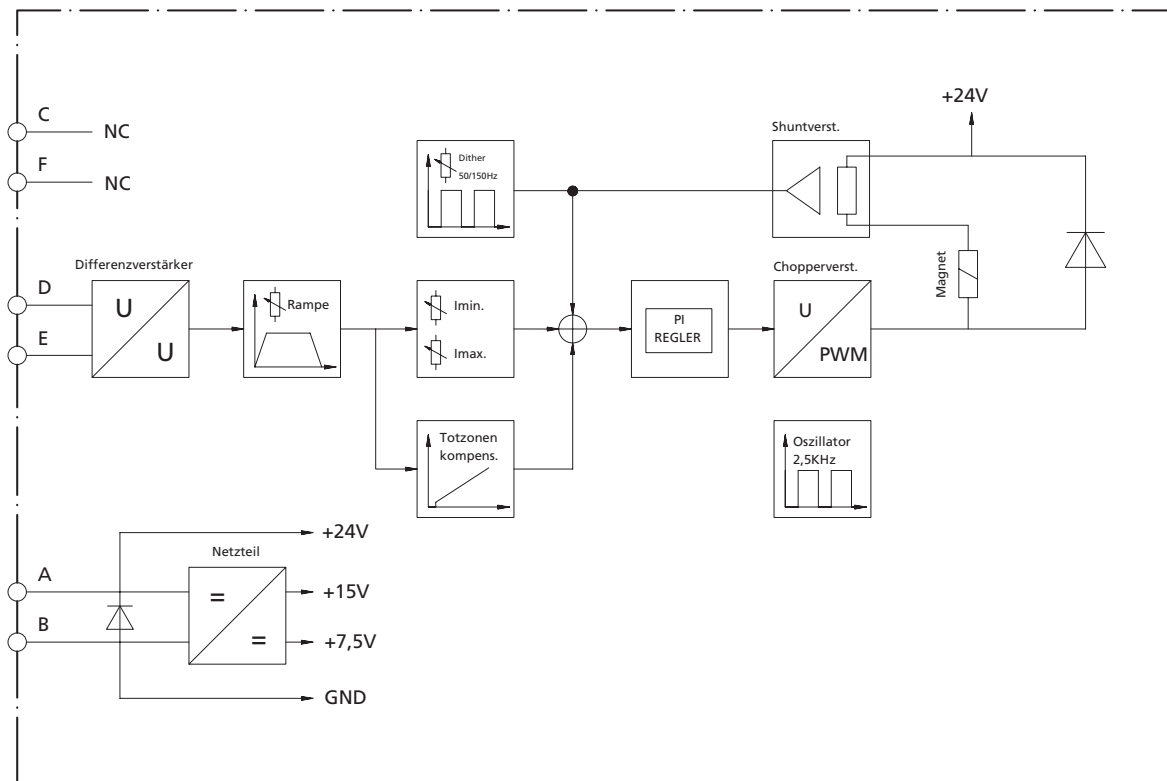 C
NC
F
NC
Dither
50/150Hz
Shuntverst.
+24V
Differenzverstärker
D
E
U
U
Rampe
Imin.
Imax.
PI
REGLER
Chopperverst.
U
PWM
Magnet
Totzonen
kompens.
Oszillator
2,5KHz
+24V
Netzteil
A
B
=
=
+15V
+7,5V
GND